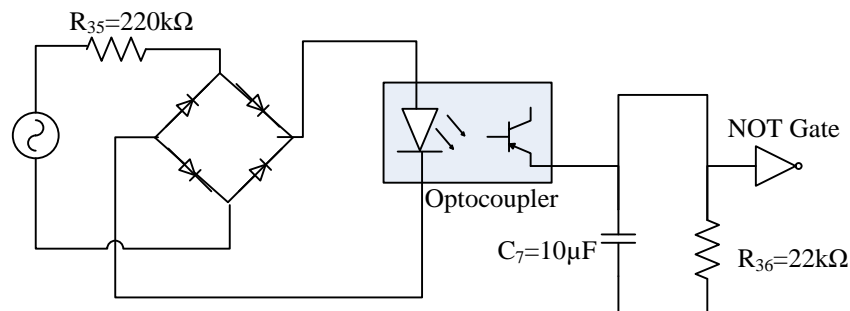 R35=220kΩ
NOT Gate
Optocoupler
C7=10µF
R36=22kΩ